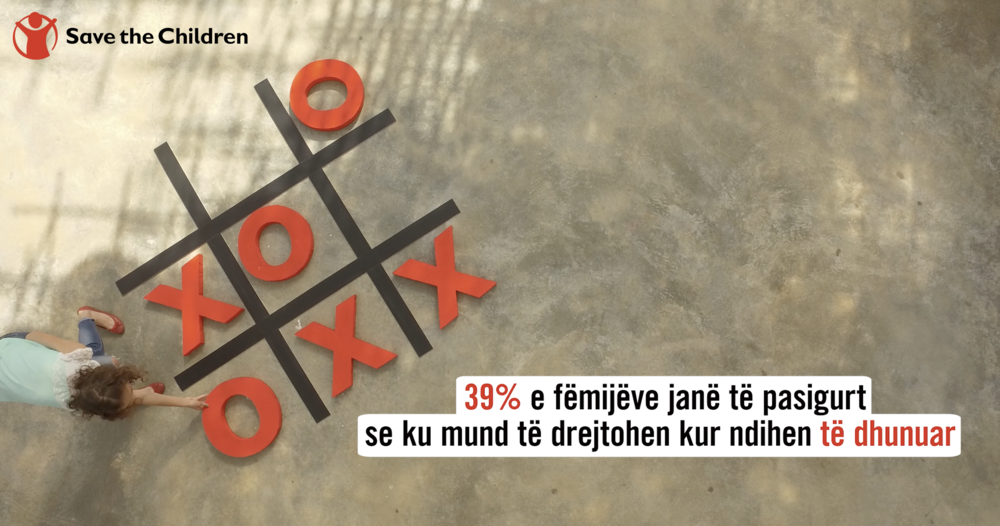 Save the Children
O
O
X
X
X
O
39% e fëmijëve janë të pasigurt
se ku mund të drejtohen kur ndihen të dhunuar